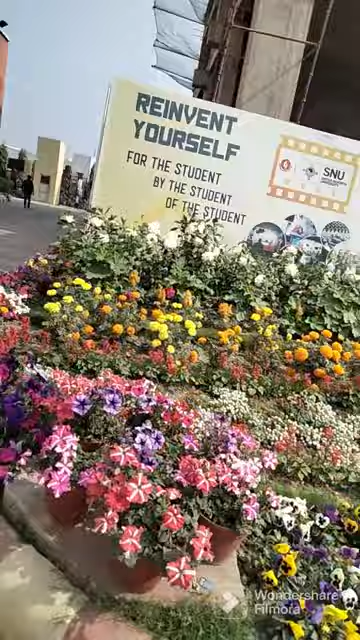 REINVENT
YOURSELF
FOR THE STUDENT
BY THE STUDENT
OF THE STUDENT
SNU
Wondershare
Filmora